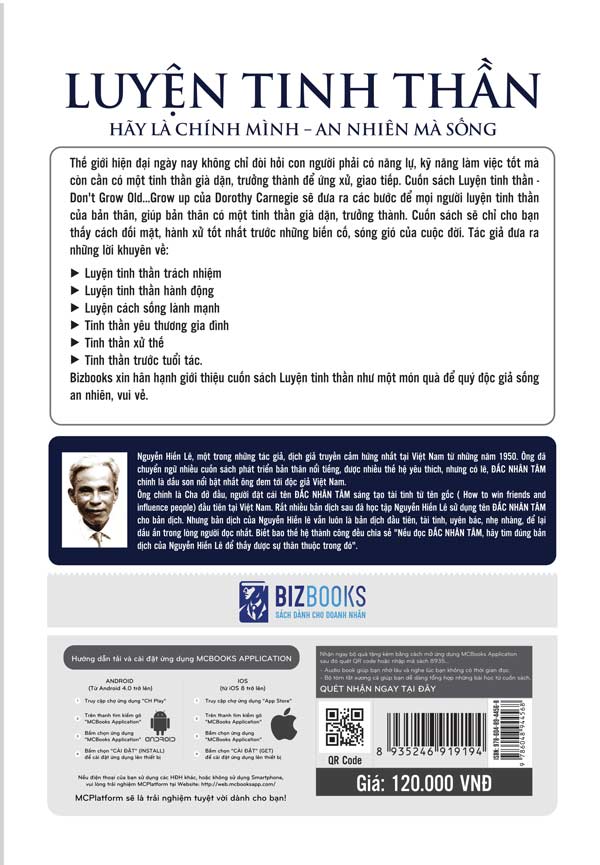 LUYỆN TINH THẦN
HÃY LÀ CHÍNH MÌNH – AN NHIÊN MÀ SỐNG
Thế giới hiện đại ngày nay không chỉ đòi hỏi con người phải có năng lự, kỹ năng làm việc tốt mà
còn cần có một tinh thần già dặn, trưởng thành để ứng xử, giao tiếp. Cuốn sách Luyện tinh thần -
Don't Grow Old...Grow up của Dorothy Carnegie sẽ đưa ra các bước để mọi người luyện tinh thần
của bản thân, giúp bản thân có một tinh thần già dặn, trưởng thành. Cuốn sách sẽ chỉ cho bạn
thấy cách đối mặt, hành xử tốt nhất trước những biến cố, sóng gió của cuộc đời. Tác giả đưa ra
những lời khuyên về:
▶ Luyện tinh thần trách nhiệm
▶ Luyện tinh thần hành động
▶ Luyện cách sống lành mạnh
▶ Tinh thần yêu thương gia đình
▶ Tinh thần xử thế
▶ Tinh thần trước tuổi tác.
Bizbooks xin hân hạnh giới thiệu cuốn sách Luyện tinh thần như một món quà để quý độc giả sống
an nhiên, vui vẻ.
Nguyễn Hiến Lê, một trong những tác giả, dịch giả truyền cảm hứng nhất tại Việt Nam từ những năm 1950. Ông đã
chuyển ngữ nhiều cuốn sách phát triển bản thân nổi tiếng, được nhiều thế hệ yêu thích, nhưng có lẽ, ĐẮC NHÂN TÂM
chính là dấu son nổi bật nhất ông đem tới độc giả Việt Nam.
Ông chính là Cha đỡ đầu, người đặt cái tên ĐẮC NHÂN TÂM sáng tạo tài tình từ tên gốc ( How to win friends and
influence people) đầu tiên tại Việt Nam. Rất nhiều bản dịch sau đã học tập Nguyễn Hiến Lê sử dụng tên ĐẮC NHÂN TÂM
cho bản dịch. Nhưng bản dịch của Nguyễn Hiến lê vẫn luôn là bản dịch đầu tiên, tài tình, uyên bác, nhẹ nhàng, để lại
dấu ấn trong lòng người đọc nhất. Biết bao thế hệ thành công đều chia sẻ "Nếu đọc ĐẮC NHÂN TÂM, hãy tìm đúng bản
dịch của Nguyễn Hiến Lê để thấy được sự thân thuộc trong đó".
BIZBOOKS
SÁCH DÀNH CHO DOANH NHÂN
Hướng dẫn tải và cài đặt ứng dụng MCBOOKS APPLICATION
ANDROID
(Từ Android 4.0 trở lên)
1 Truy cập chợ ứng dụng "CH Play"
2 Trên thanh tìm kiếm gõ
"MCBooks Application"
3 Bấm chọn ứng dụng
"MCBooks Application"
4 Bấm chọn "CÀI ĐẶT" (INSTALL)
để cài đặt ứng dụng lên thiết bị
ANDROID
IOS
(từ iOS 8 trở lên)
1 Truy cập chợ ứng dụng "App Store"
2 Trên thanh tìm kiếm gõ
"MCBooks Application"
3 Bấm chọn ứng dụng
"MCBooks Application"
4 Bấm chọn "CÀI ĐẶT" (GET)
để cài đặt ứng dụng lên thiết bị
Nếu điện thoại của bạn sử dụng các HĐH khác, hoặc không sử dụng Smartphone,
vui lòng trải nghiệm MCPlatform tại Website: http://web.mcbooksapp.com/
MCPlatform sẽ là trải nghiệm tuyệt vời dành cho bạn!
Nhận ngay bộ quà tặng kèm bằng cách mở ứng dụng MCBooks Application
sau đó quét QR code hoặc nhập mã sách 8935...
- Audio book giúp bạn nhớ lâu và nghe lúc bạn không có thời gian đọc.
- Bộ tóm tắt xương cá giúp bạn dễ dàng tổng hợp những bài học từ cuốn sách.
QUÉT NHẬN NGAY TẠI ĐÂY
QR Code
8 935246 919194
ISBN: 978-604-89-4456-8
9 786048 944568
Giá: 120.000 VNĐ